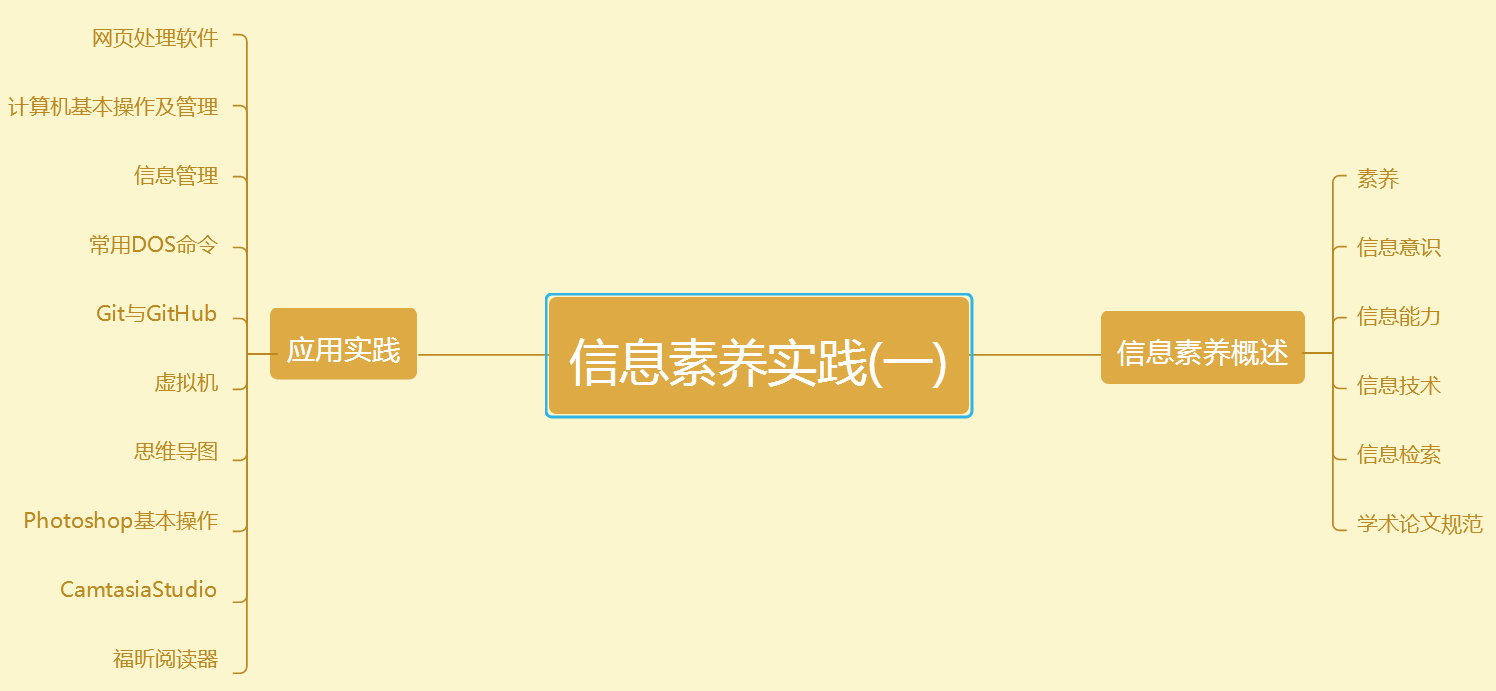 信息素养实践(一)
应用实践
网页处理软件
计算机基本操作及管理
信息管理
常用DOS命令
Git与GitHub
虚拟机
思维导图
Photoshop基本操作
CamtasiaStudio
福昕阅读器
信息素养概述
素养
信息意识
信息能力
信息技术
信息检索
学术论文规范